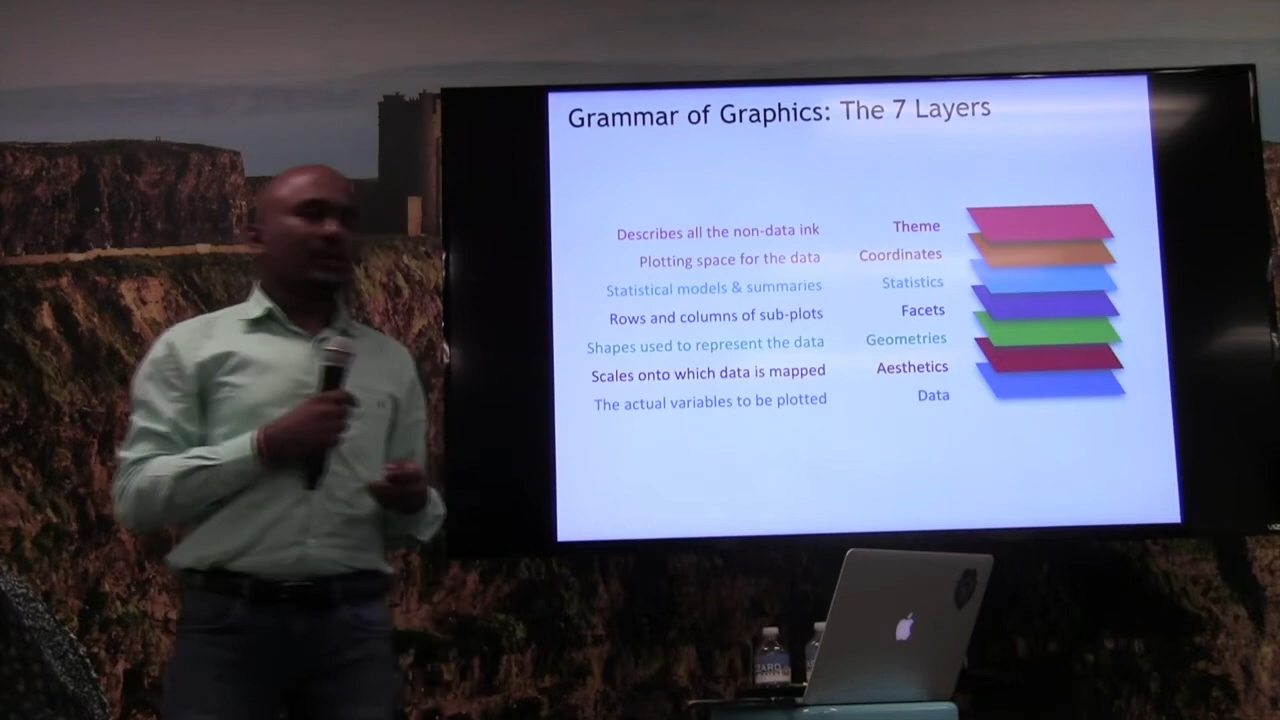 Grammar of Graphics: The 7 Layers
Describes all the non-data ink Theme
Plotting space for the data Coordinates
Statistical models & summaries Statistics
Rows and columns of sub-plots Facets
Shapes used to represent the data Geometries
Scales onto which data is mapped Aesthetics
The actual variables to be plotted Data